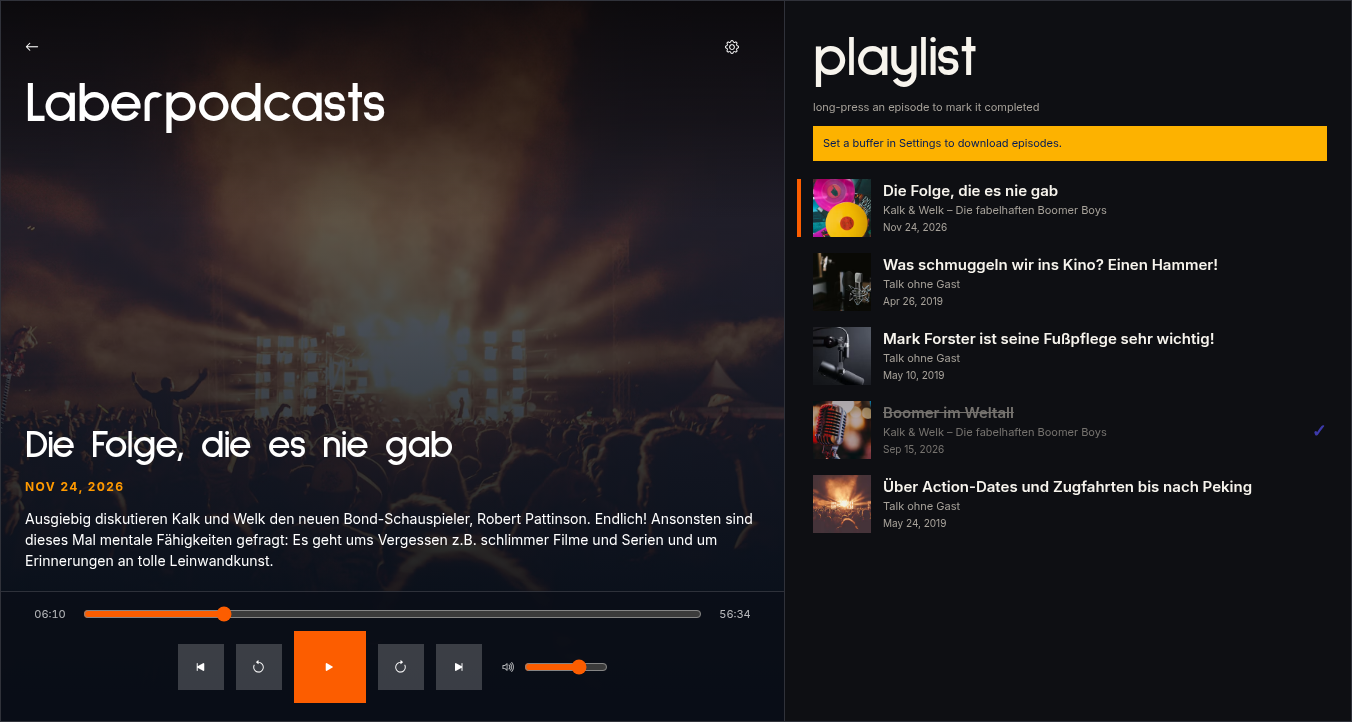 Laberpodcasts
Die Folge, die es nie gab
NOV 24, 2026
Ausgiebig diskutieren Kalk und Welk den neuen Bond-Schauspieler, Robert Pattinson. Endlich! Ansonsten sind
dieses Mal mentale Fähigkeiten gefragt: Es geht ums Vergessen z.B. schlimmer Filme und Serien und um
Erinnerungen an tolle Leinwandkunst.
06:10
56:34
playlist
long-press an episode to mark it completed
Set a buffer in Settings to download episodes.
Die Folge, die es nie gab
Kalk & Welk – Die fabelhaften Boomer Boys
Nov 24, 2026
Was schmuggeln wir ins Kino? Einen Hammer!
Talk ohne Gast
Apr 26, 2019
Mark Forster ist seine Fußpflege sehr wichtig!
Talk ohne Gast
May 10, 2019
Boomer im Weltall
Kalk & Welk – Die fabelhaften Boomer Boys
Sep 15, 2026
Über Action-Dates und Zugfahrten bis nach Peking
Talk ohne Gast
May 24, 2019